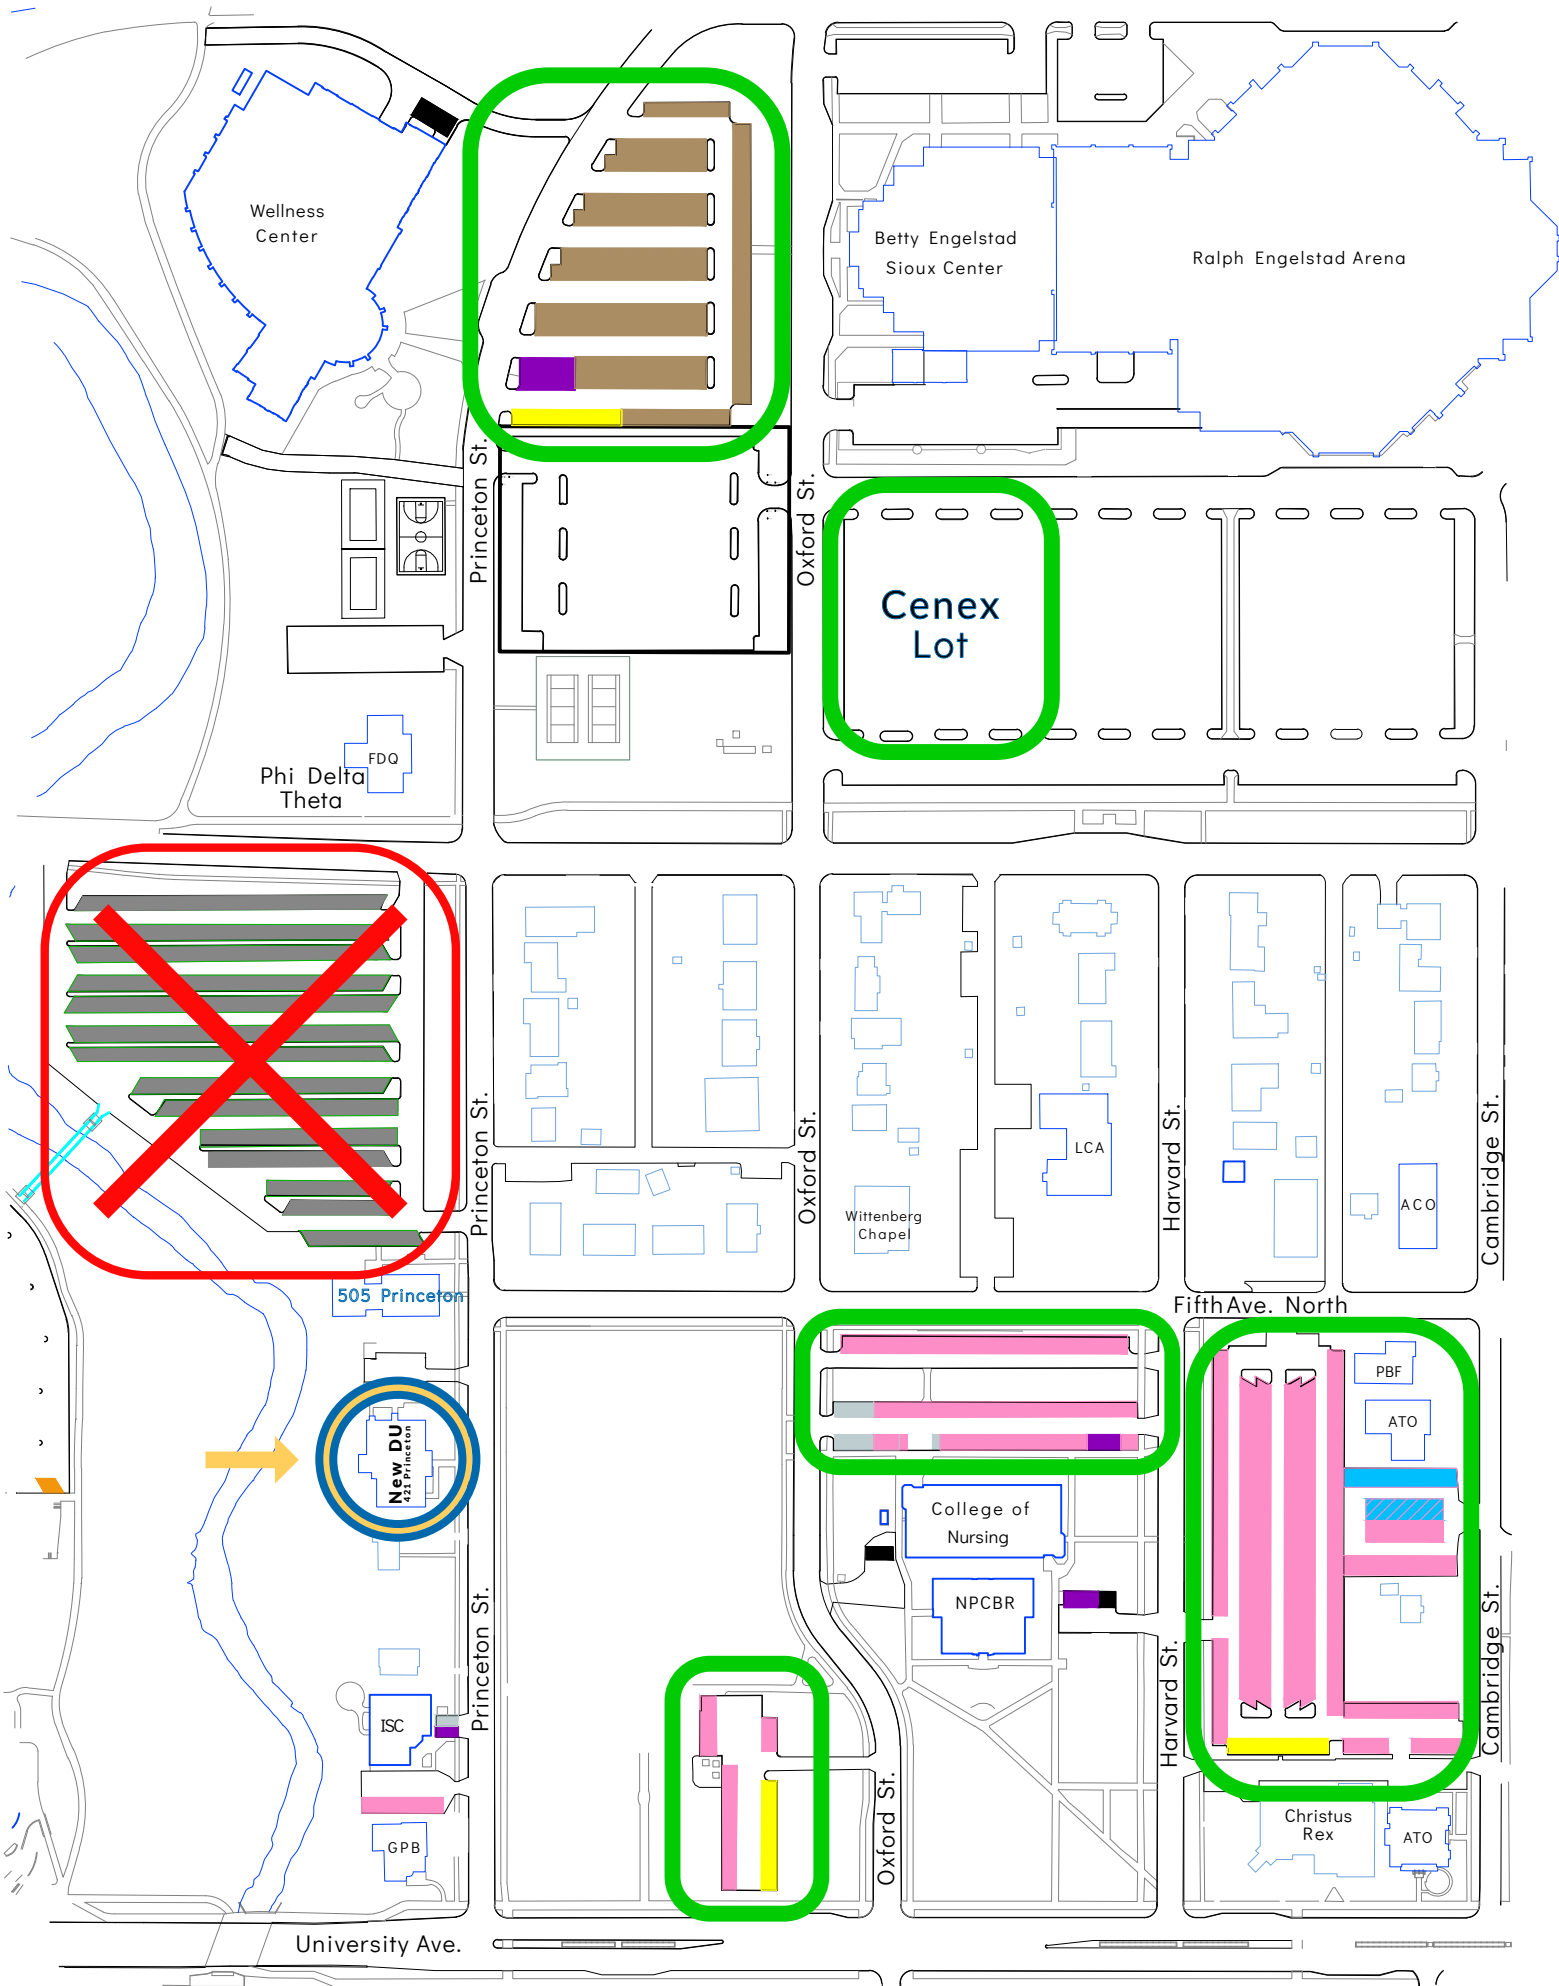 Wellness
Center
Betty Engelstad
Sioux Center
Ralph Engelstad Arena
Princeton St.
Oxford St.
Cenex
Lot
FDQ
Phi Delta
Theta
Princeton St.
Oxford St.
Harvard St.
Cambridge St.
LCA
ACO
Wittenberg
Chapel
505 Princeton
Fifth Ave. North
PBF
ATO
New DU
421 Princeton
College of
Nursing
NPCBR
Princeton St.
Harvard St.
Cambridge St.
ISC
Oxford St.
GPB
Christus
Rex
ATO
University Ave.